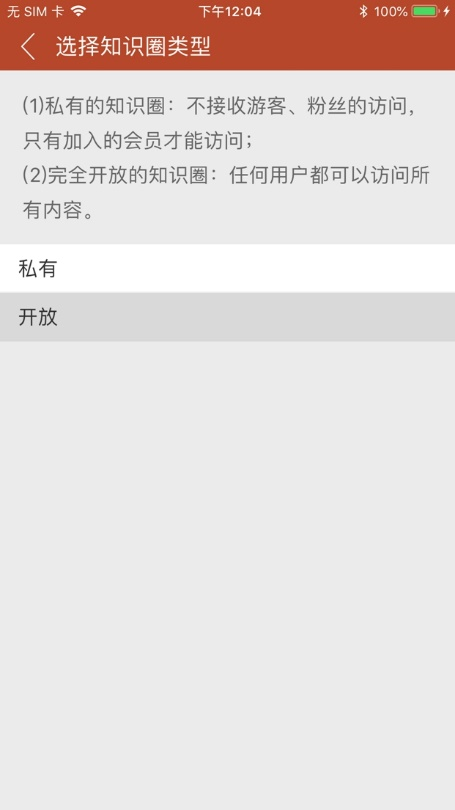 无 SIM 卡 下午12:04 100%
选择知识圈类型
(1)私有的知识圈：不接收游客、粉丝的访问，
只有加入的会员才能访问；
(2)完全开放的知识圈：任何用户都可以访问所
有内容。
私有
开放